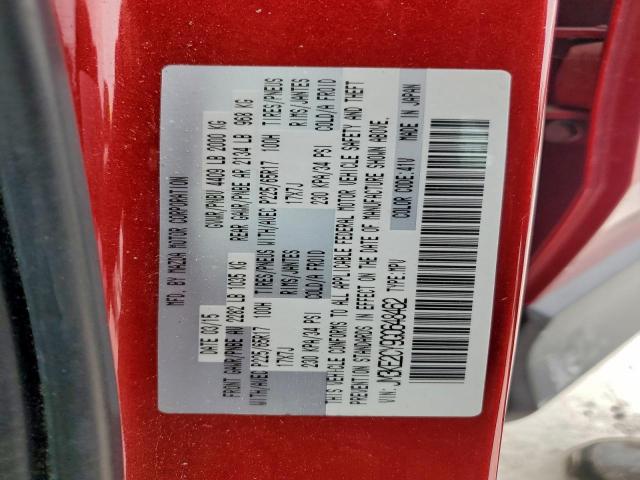 MFD. BY MAZDA MOTOR CORPORATION
DATE: 03/15 GVWR/PNBV 4409 LB 2000 KG
FRONT GAWR/PNBE AV 2282 LB 1035 KG REAR GAWR/PNBE AR 2134 LB 968 KG
WITH/AVEC P225/65R17 100H TIRES/PNEUS WITH/AVEC P225/65R17 100H TIRES/PNEUS
17X7J RIMS/JANTES 17X7J RIMS/JANTES
230 KPA/34 PSI COLD/A FROID 230 KPA/34 PSI COLD/A FROID
THIS VEHICLE CONFORMS TO ALL APPLICABLE FEDERAL MOTOR VEHICLE SAFETY AND THEFT
PREVENTION STANDARDS IN EFFECT ON THE DATE OF MANUFACTURE SHOWN ABOVE.
VIN: JM3KE2CY9G0648462 TYPE: MPV COLOR CODE: 41V MADE IN JAPAN